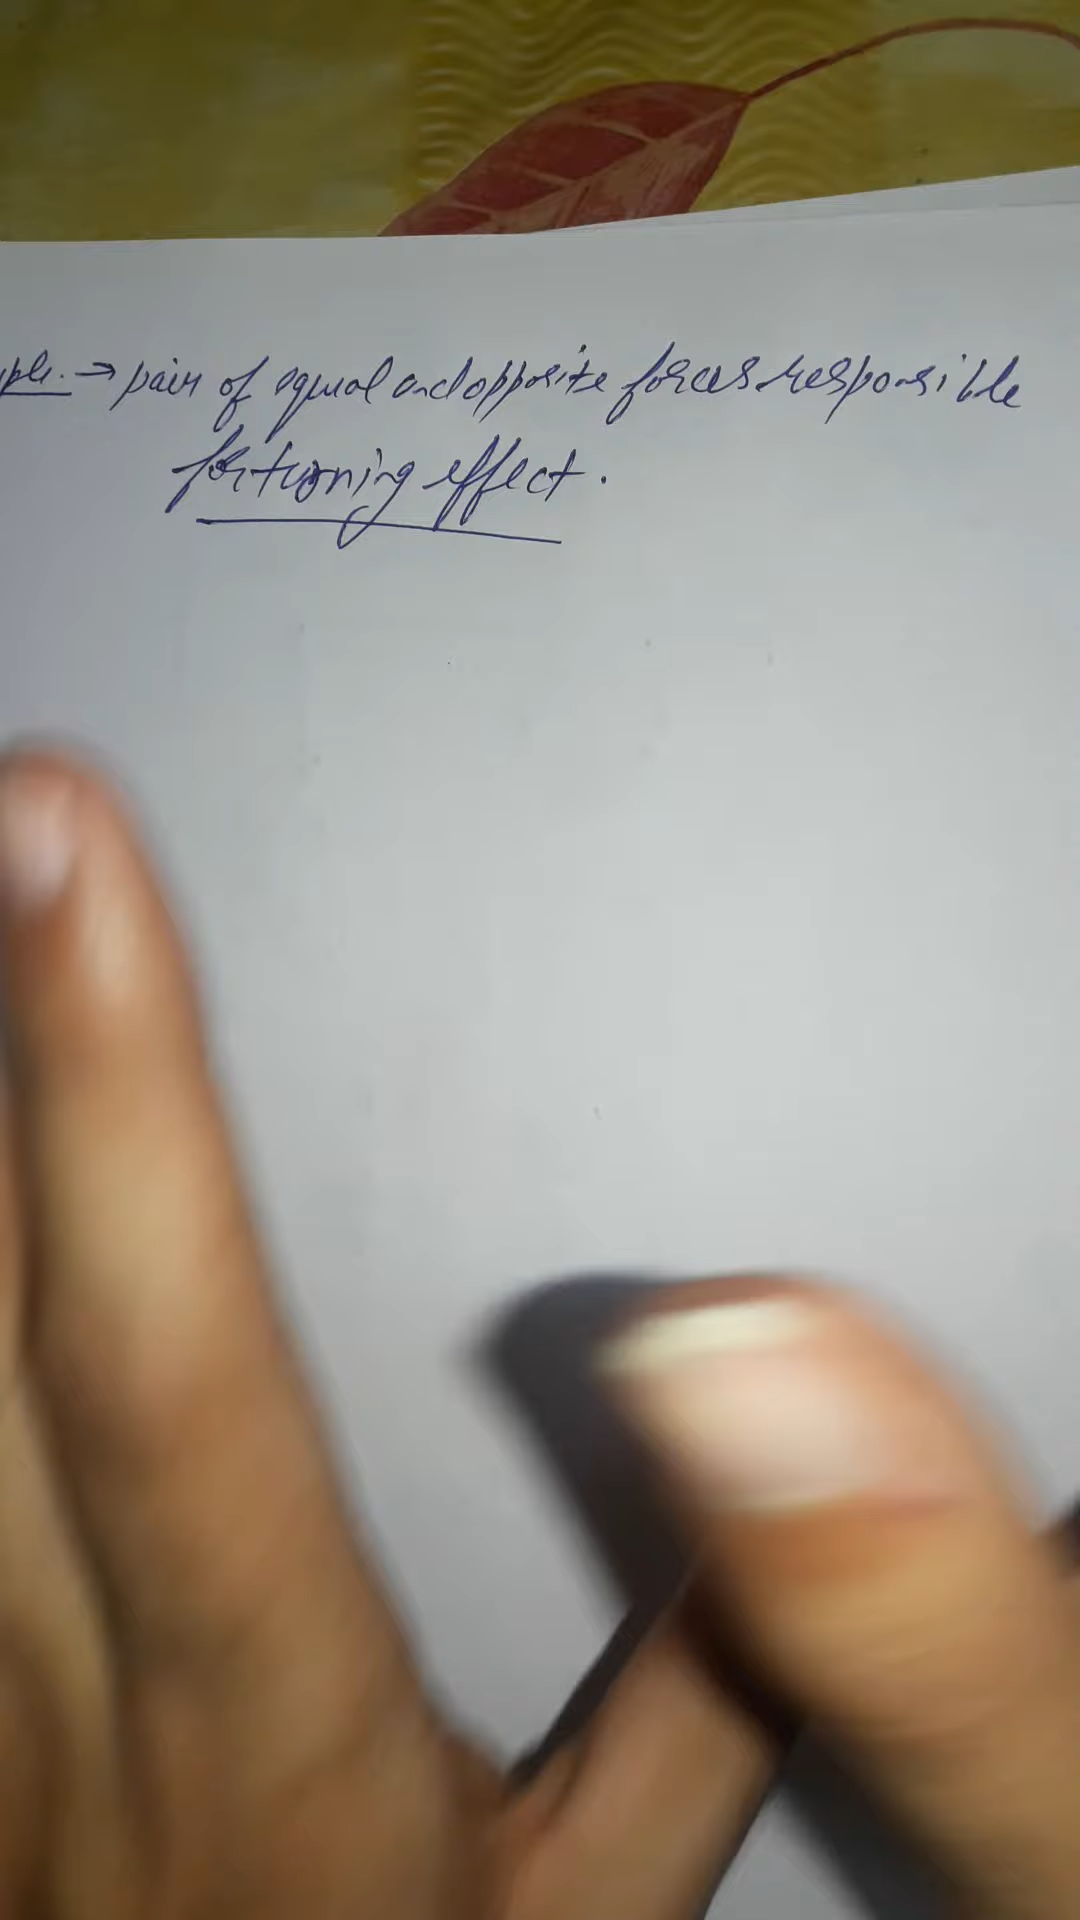 → pair of equal and opposite forces responsible
for turning effect.